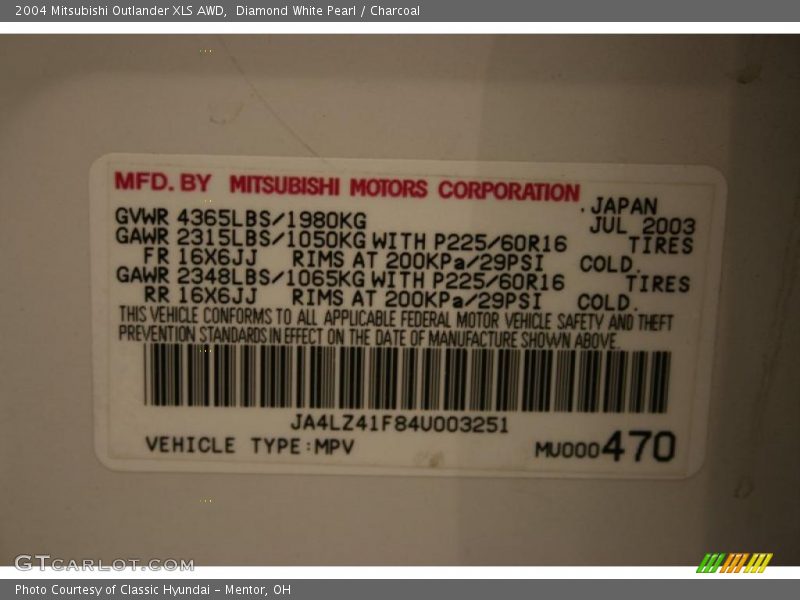 2004 Mitsubishi Outlander XLS AWD,  Diamond White Pearl / Charcoal
MFD. BY MITSUBISHI MOTORS CORPORATION
. JAPAN
GVWR 4365LBS/1980KG JUL 2003
GAWR 2315LBS/1050KG WITH P225/60R16 TIRES
FR 16X6JJ RIMS AT 200KPa/29PSI COLD.
GAWR 2348LBS/1065KG WITH P225/60R16 TIRES
RR 16X6JJ RIMS AT 200KPa/29PSI COLD.
THIS VEHICLE CONFORMS TO ALL APPLICABLE FEDERAL MOTOR VEHICLE SAFETY AND THEFT
PREVENTION STANDARDS IN EFFECT ON THE DATE OF MANUFACTURE SHOWN ABOVE.
JA4LZ41F84U003251
VEHICLE TYPE:MPV MU000470
GTCARLOT.COM
Photo Courtesy of Classic Hyundai - Mentor, OH